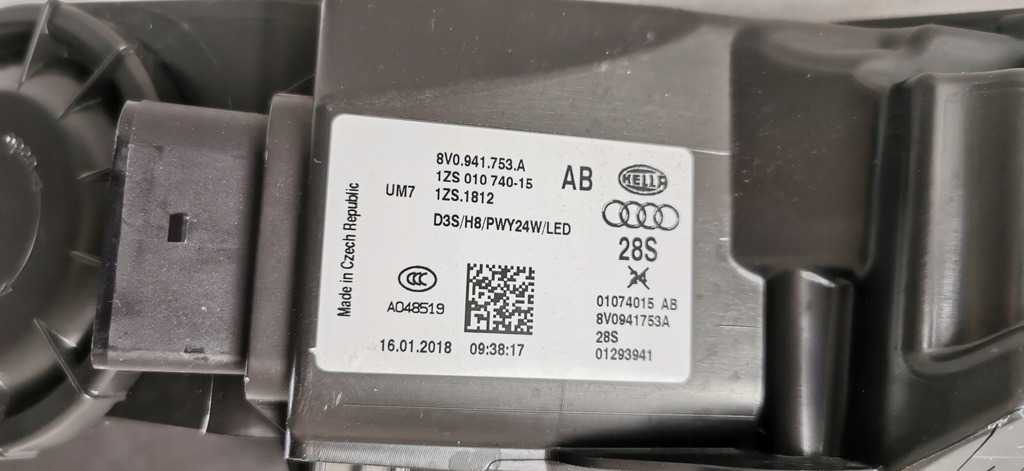 8V0.941.753.A
1ZS 010 740-15
UM7 1ZS.1812
AB
HELLA
D3S/H8/PWY24W/LED
28S
Made in Czech Republic
CCC
A048519
16.01.2018 09:38:17
01074015 AB
8V0941753A
28S
01293941